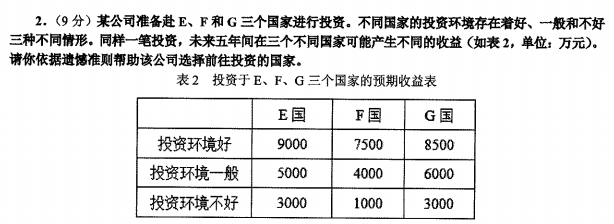 2.（9 分）某公司准备赴 E、F 和 G 三个国家进行投资。不同国家的投资环境存在着好、一般和不好
三种不同情形。同样一笔投资，未来五年间在三个不同国家可能产生不同的收益（如表 2，单位：万元）。
请你依据遗憾准则帮助该公司选择前往投资的国家。
表 2 投资于 E、F、G 三个国家的预期收益表
E 国 F 国 G 国
投资环境好 9000 7500 8500
投资环境一般 5000 4000 6000
投资环境不好 3000 1000 3000